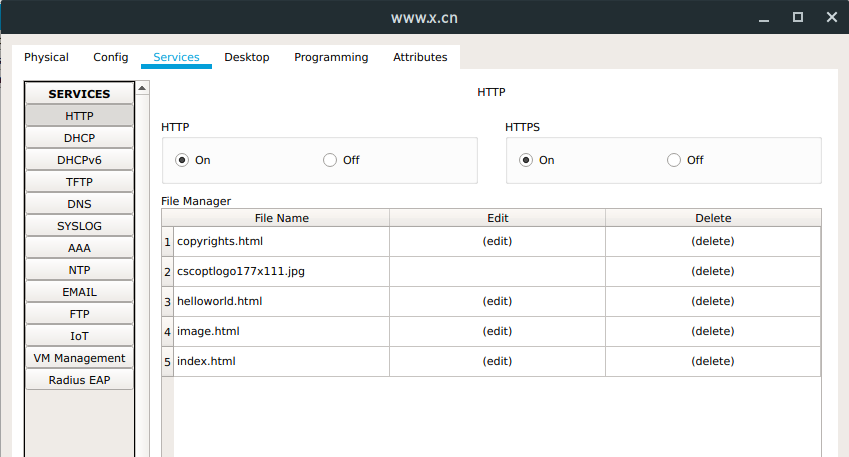 www.x.cn
Physical Config Services Desktop Programming Attributes
SERVICES
HTTP
DHCP
DHCPv6
TFTP
DNS
SYSLOG
AAA
NTP
EMAIL
FTP
IoT
VM Management
Radius EAP
HTTP
HTTP HTTPS
On Off On Off
File Manager
File Name Edit Delete
1 copyrights.html (edit) (delete)
2 cscoptlogo177x111.jpg (delete)
3 helloworld.html (edit) (delete)
4 image.html (edit) (delete)
5 index.html (edit) (delete)